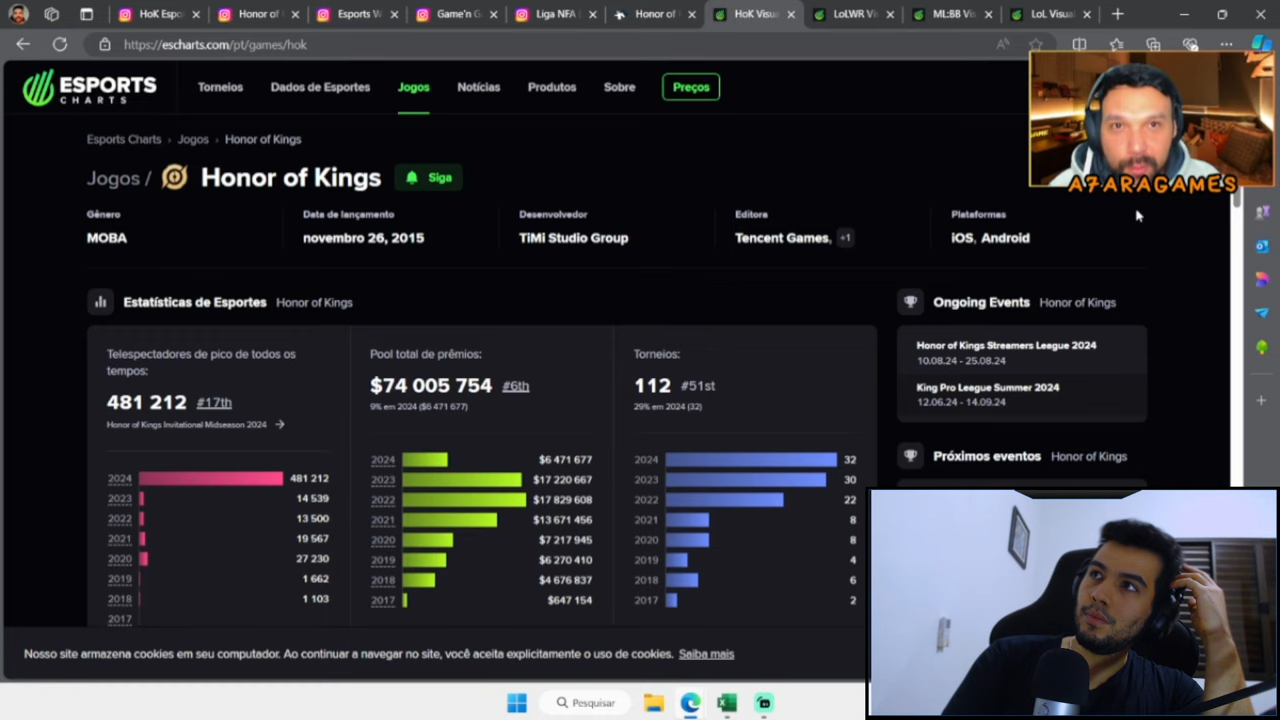 HoK Espo
Honor of
Esports W
Game'n G
Liga NFA
Honor of
HoK Visua
LoLWR Vi
ML:BB Vis
LoL Visual
https://escharts.com/pt/games/hok
ESPORTS
CHARTS
Torneios
Dados de Esportes
Jogos
Notícias
Produtos
Sobre
Preços
A7ARAGAMES
Esports Charts › Jogos › Honor of Kings
Jogos / Honor of Kings
Siga
Gênero
MOBA
Data de lançamento
novembro 26, 2015
Desenvolvedor
TiMi Studio Group
Editora
Tencent Games, +1
Plataformas
iOS, Android
Estatísticas de Esportes Honor of Kings
Telespectadores de pico de todos os
tempos:
481 212 #17th
Honor of Kings Invitational Midseason 2024 →
2024 481 212
2023 14 539
2022 13 500
2021 19 567
2020 27 230
2019 1 662
2018 1 103
2017
Pool total de prêmios:
$74 005 754 #6th
9% em 2024 ($6 471 677)
2024 $6 471 677
2023 $17 220 667
2022 $17 829 608
2021 $13 671 456
2020 $7 217 945
2019 $6 270 410
2018 $4 676 837
2017 $647 154
Torneios:
112 #51st
29% em 2024 (32)
2024 32
2023 30
2022 22
2021 8
2020 8
2019 4
2018 6
2017 2
Ongoing Events Honor of Kings
Honor of Kings Streamers League 2024
10.08.24 - 25.08.24
King Pro League Summer 2024
12.06.24 - 14.09.24
Próximos eventos Honor of Kings
Nosso site armazena cookies em seu computador. Ao continuar a navegar no site, você aceita explicitamente o uso de cookies. Saiba mais
Pesquisar